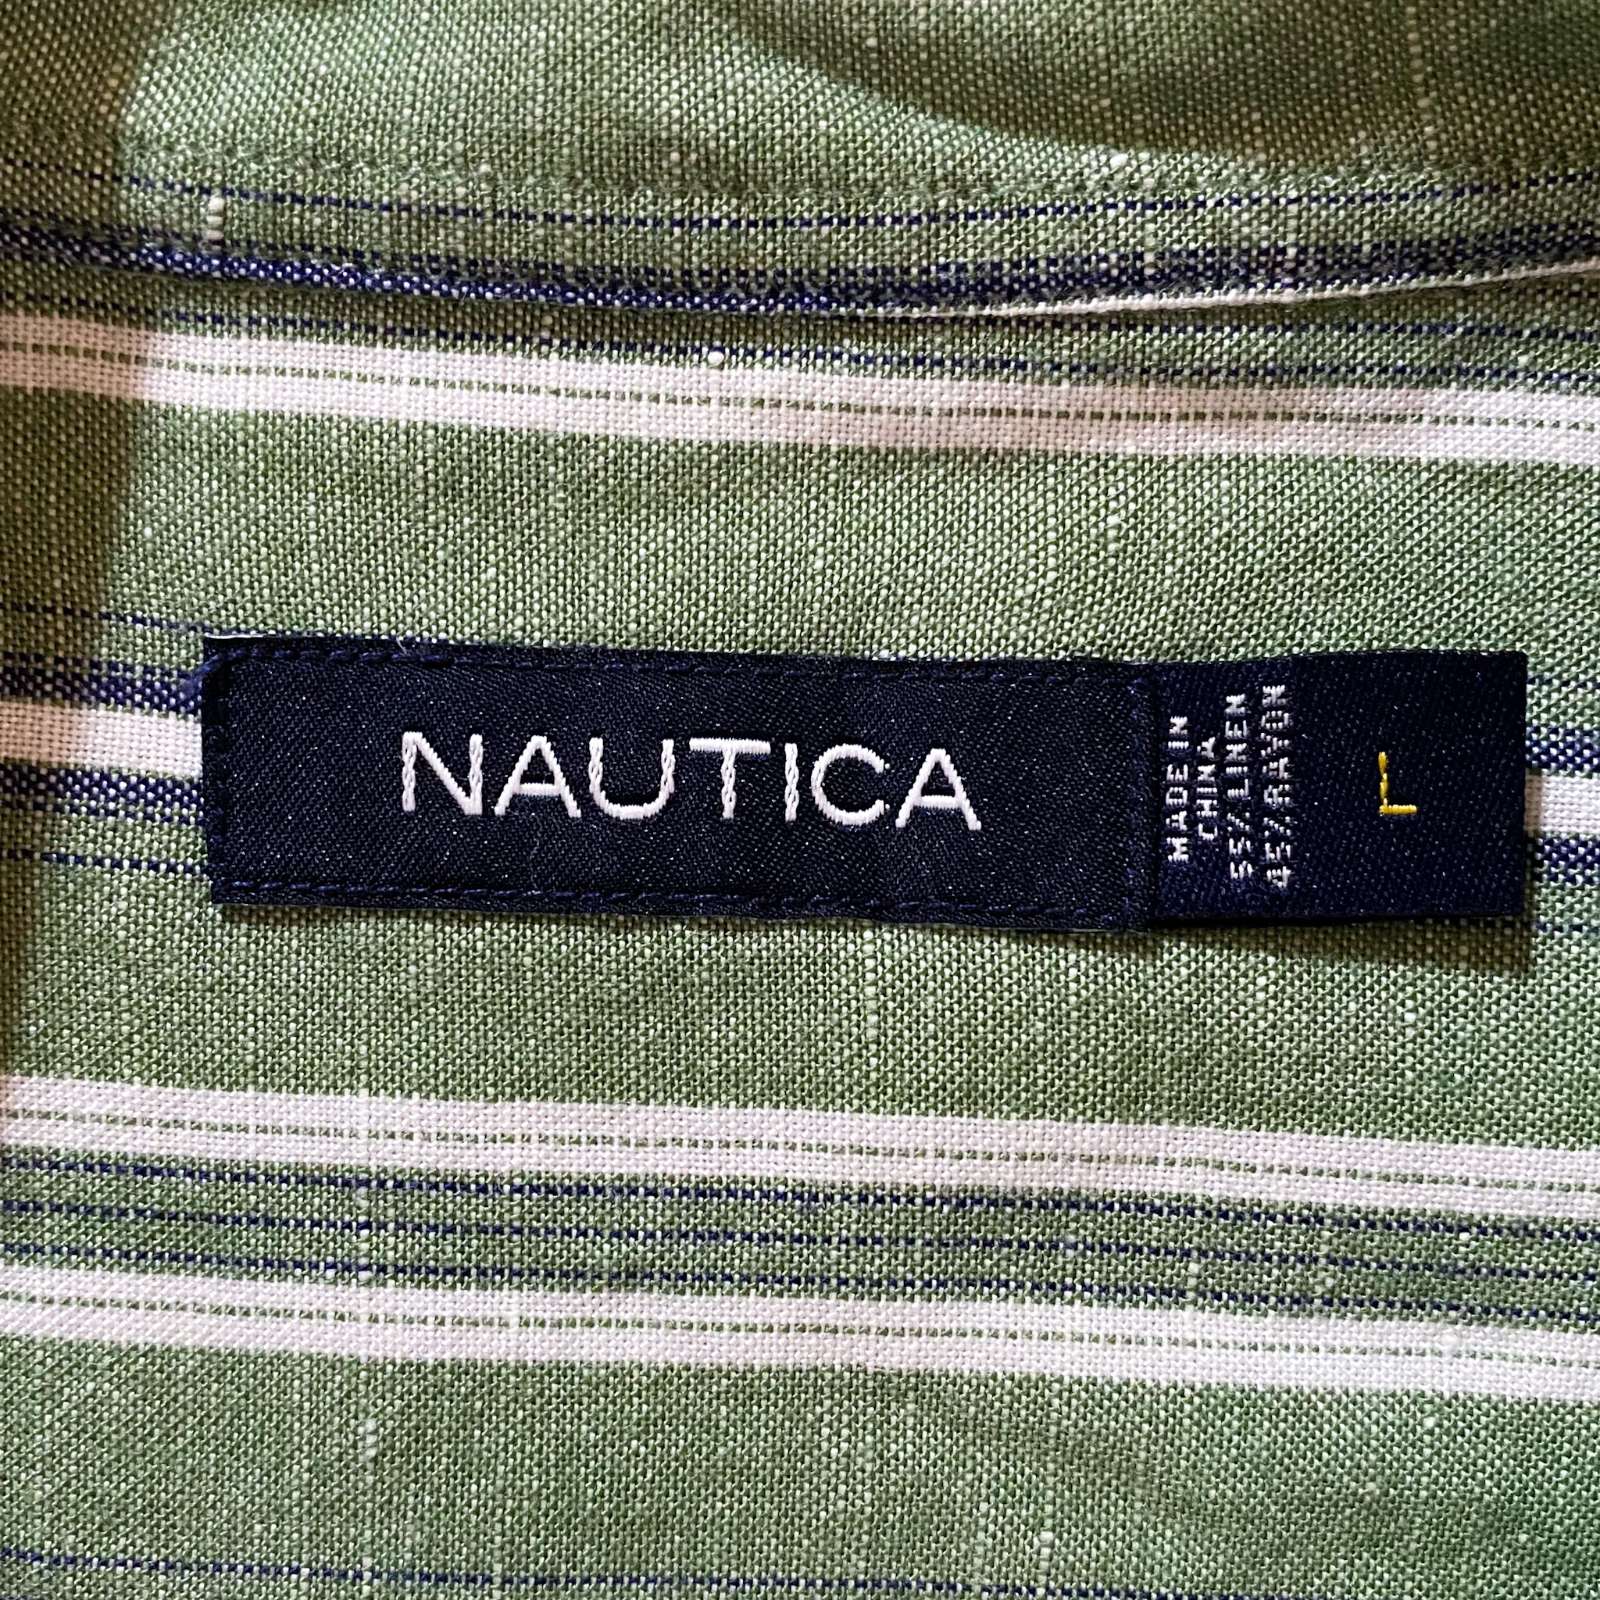 NAUTICA
MADE IN
CHINA
55% LINEN
45% RAYON
L